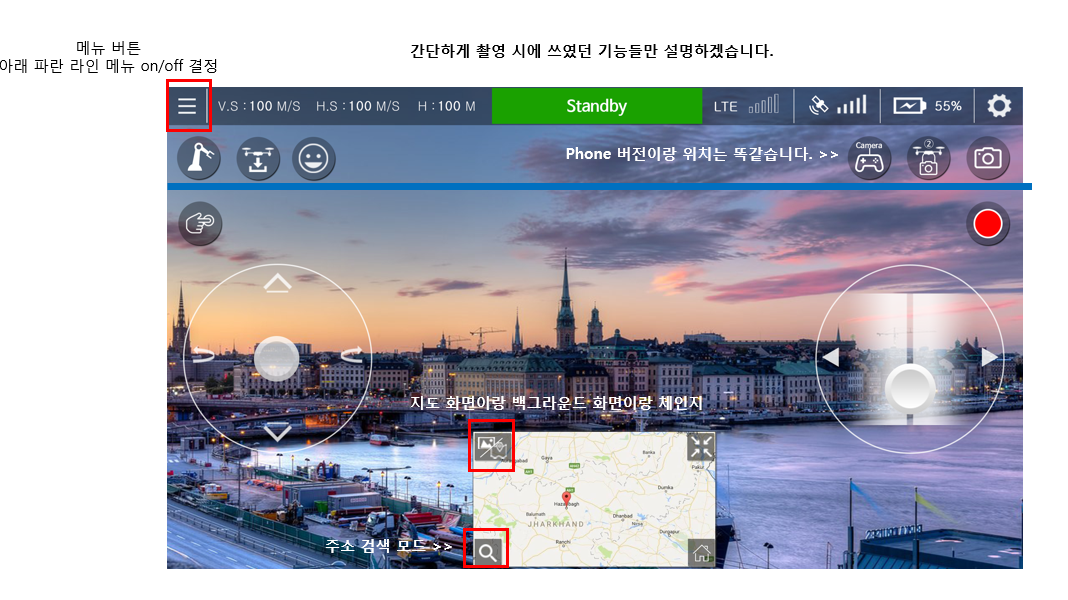 메뉴 버튼
아래 파란 라인 메뉴 on/off 결정
간단하게 촬영 시에 쓰였던 기능들만 설명하겠습니다.
V.S : 100 M/S H.S : 100 M/S H : 100 M
Standby
LTE
55%
Phone 버전이랑 위치는 똑같습니다. >>
Camera
②
지도 화면이랑 백그라운드 화면이랑 체인지
Gaya
Banka
Pakur
Dumka
Hazaribagh
JHARKHAND
Balumath
Dhanbad
Durgapur
Ranchi
주소 검색 모드 >>